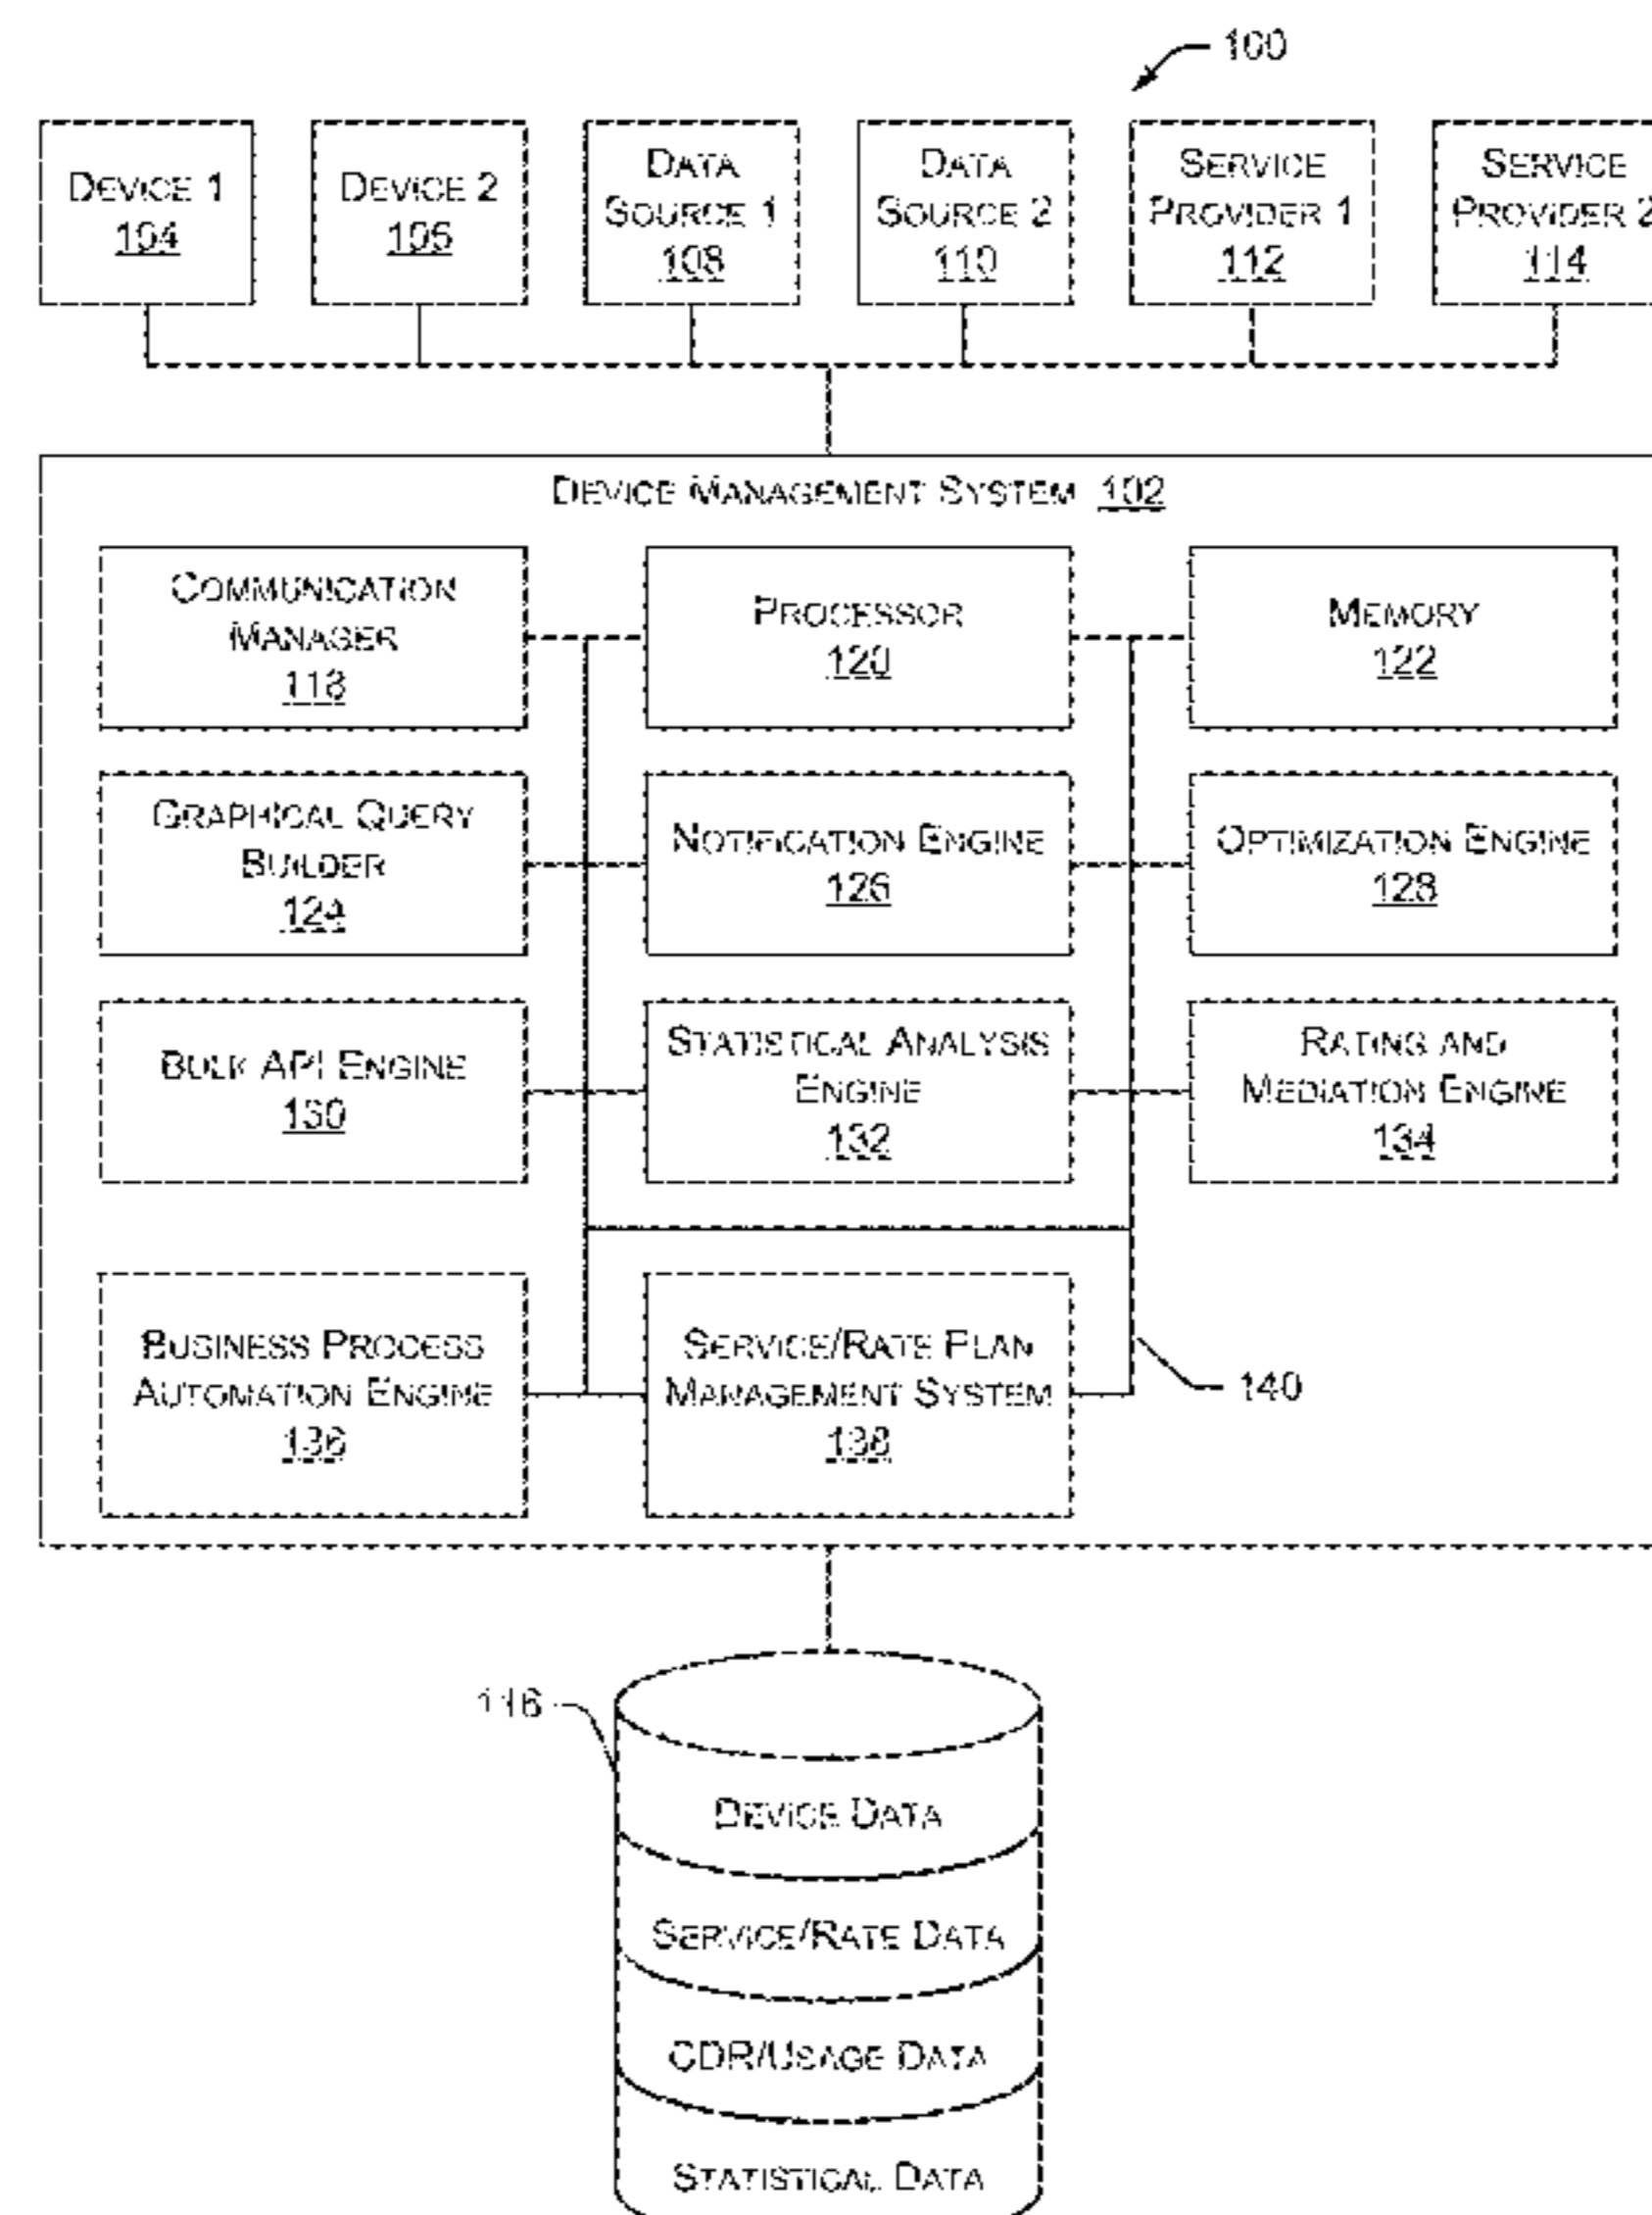 100
DEVICE 1
104
DEVICE 2
106
DATA
SOURCE 1
108
DATA
SOURCE 2
110
SERVICE
PROVIDER 1
112
SERVICE
PROVIDER 2
114
DEVICE MANAGEMENT SYSTEM 102
COMMUNICATION
MANAGER
118
PROCESSOR
120
MEMORY
122
GRAPHICAL QUERY
BUILDER
124
NOTIFICATION ENGINE
126
OPTIMIZATION ENGINE
128
BULK API ENGINE
130
STATISTICAL ANALYSIS
ENGINE
132
RATING AND
MEDIATION ENGINE
134
BUSINESS PROCESS
AUTOMATION ENGINE
136
SERVICE/RATE PLAN
MANAGEMENT SYSTEM
138
140
116
DEVICE DATA
SERVICE/RATE DATA
CDR/USAGE DATA
STATISTICAL DATA